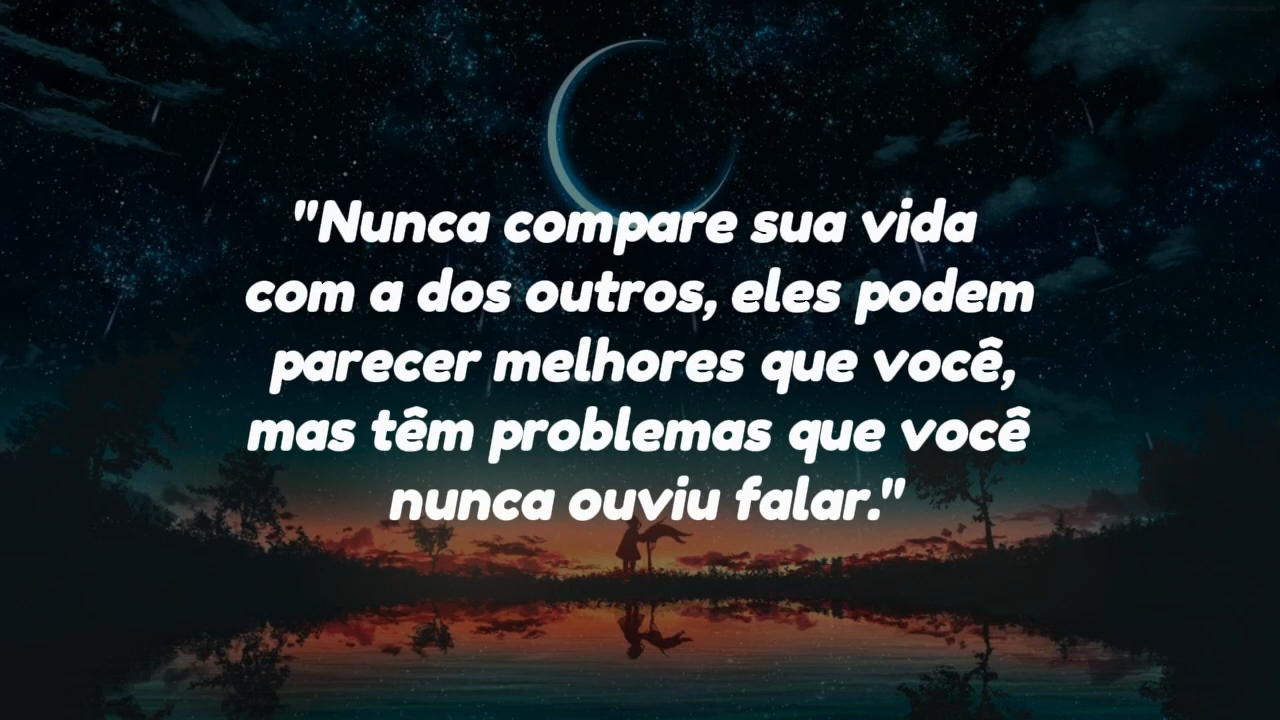 "Nunca compare sua vida
com a dos outros, eles podem
parecer melhores que você,
mas têm problemas que você
nunca ouviu falar."